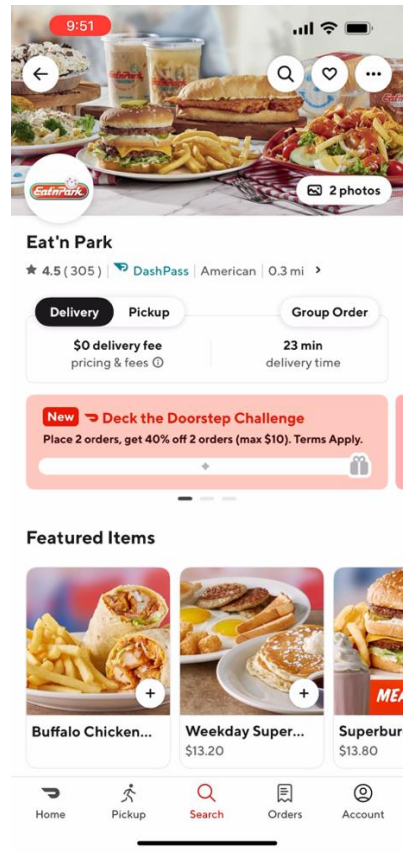 9:51
Eat'nPark
2 photos
Eat'n Park
4.5 (305) | DashPass | American | 0.3 mi >
Delivery
Pickup
Group Order
$0 delivery fee
pricing & fees
23 min
delivery time
New
Deck the Doorstep Challenge
Place 2 orders, get 40% off 2 orders (max $10). Terms Apply.
Featured Items
Buffalo Chicken...
Weekday Super...
$13.20
Superbur
$13.80
MEA
Home
Pickup
Search
Orders
Account